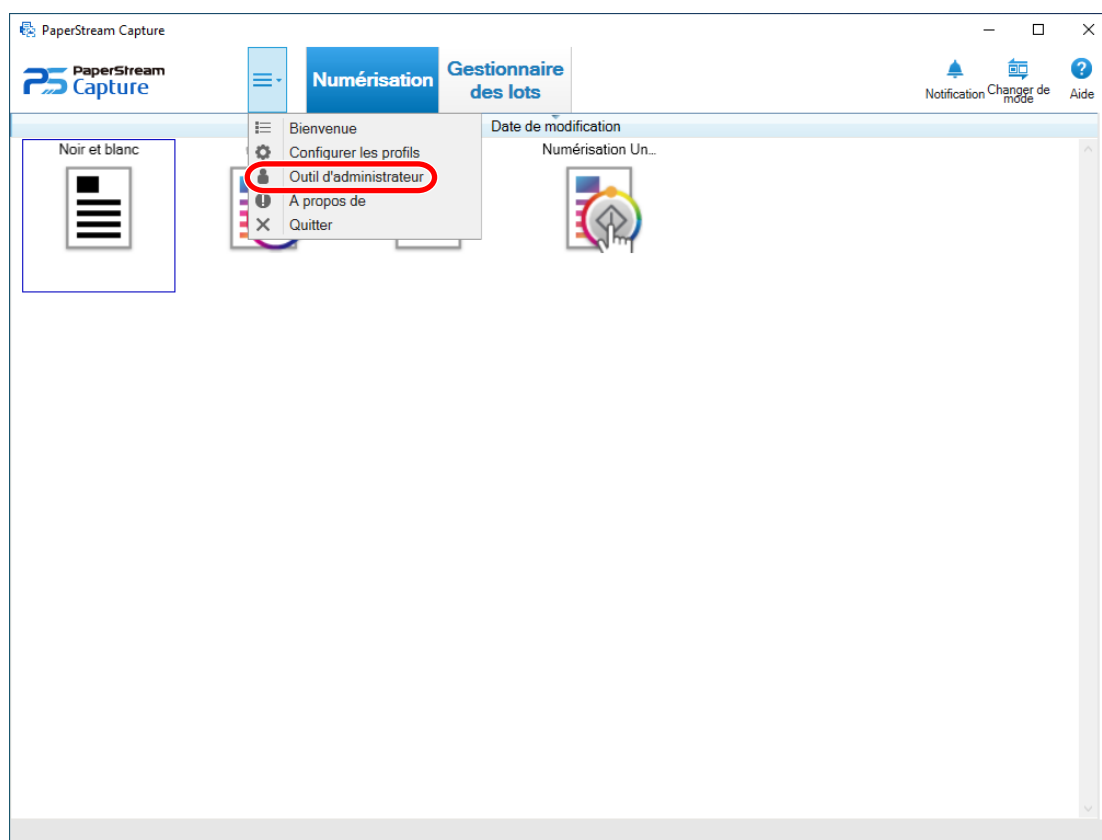 PaperStream Capture
PaperStream
Capture
Numérisation
Gestionnaire
des lots
Notification
Changer de
mode
Aide
Date de modification
Bienvenue
Configurer les profils
Outil d'administrateur
A propos de
Quitter
Noir et blanc
Numérisation Un...